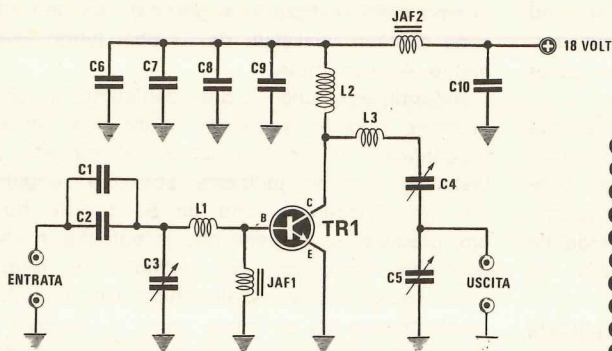 JAF2
18 VOLT
C6
C7
C8
C9
C10
L2
L3
C1
C2
C4
L1
B
C
E
TR1
C3
JAF1
C5
ENTRATA
USCITA